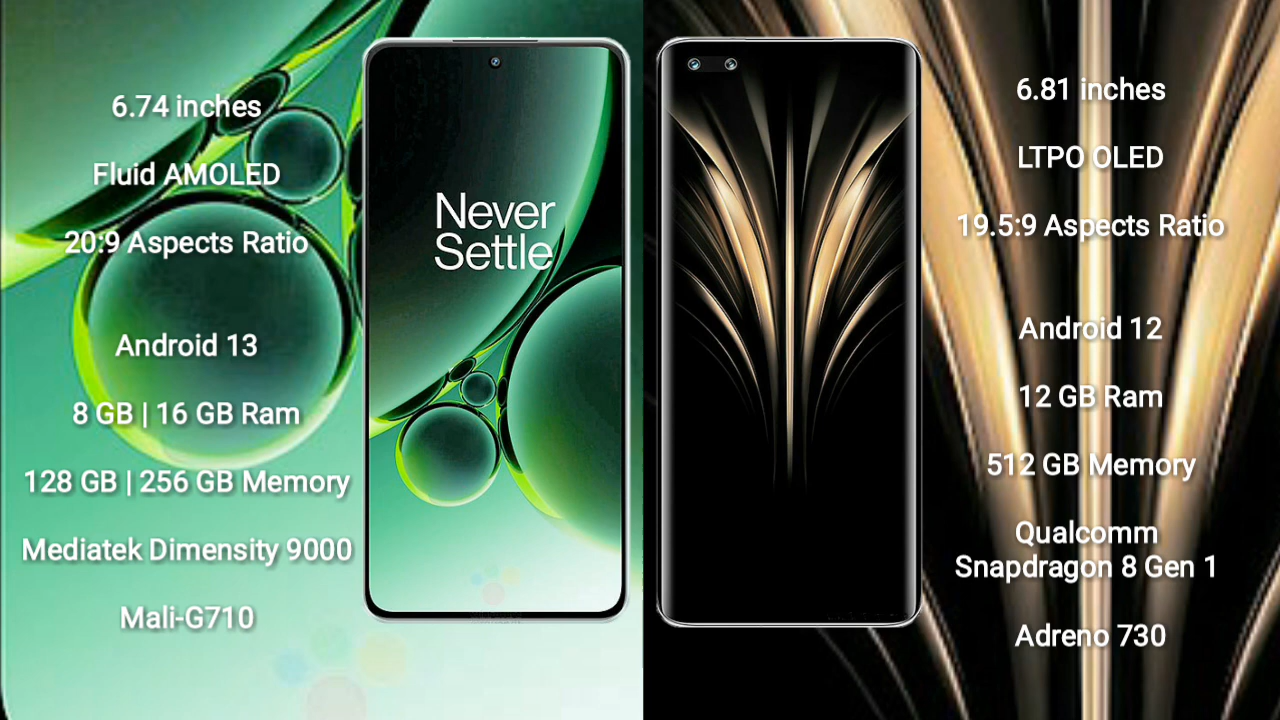 6.74 inches
Fluid AMOLED
20:9 Aspects Ratio
Android 13
8 GB | 16 GB Ram
128 GB | 256 GB Memory
Mediatek Dimensity 9000
Mali-G710
Never
Settle
6.81 inches
LTPO OLED
19.5:9 Aspects Ratio
Android 12
12 GB Ram
512 GB Memory
Qualcomm
Snapdragon 8 Gen 1
Adreno 730